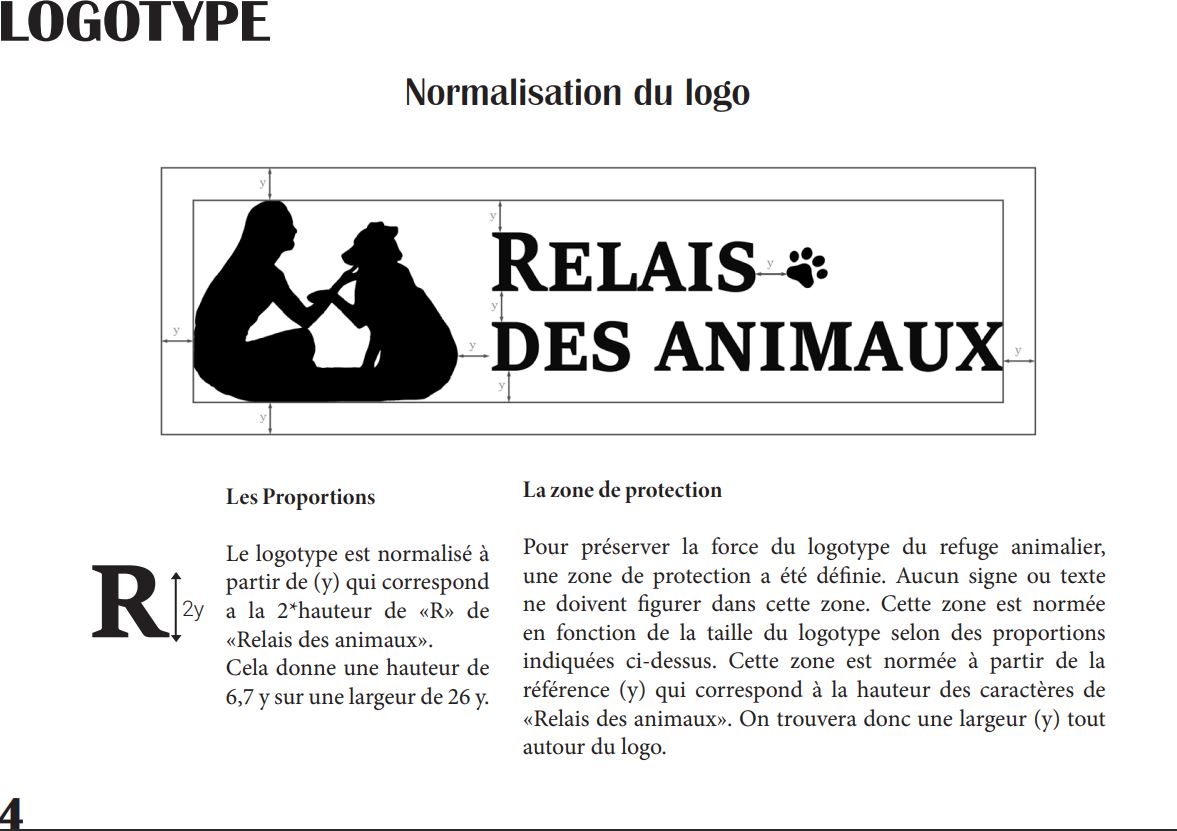 LOGOTYPE
Normalisation du logo
y
y
RELAIS
y
y
y
y
DES ANIMAUX
y
y
y
Les Proportions
Le logotype est normalisé à
partir de (y) qui correspond
a la 2*hauteur de «R» de
«Relais des animaux».
Cela donne une hauteur de
6,7 y sur une largeur de 26 y.
R
2y
La zone de protection
Pour préserver la force du logotype du refuge animalier,
une zone de protection a été définie. Aucun signe ou texte
ne doivent figurer dans cette zone. Cette zone est normée
en fonction de la taille du logotype selon des proportions
indiquées ci-dessus. Cette zone est normée à partir de la
référence (y) qui correspond à la hauteur des caractères de
«Relais des animaux». On trouvera donc une largeur (y) tout
autour du logo.
4